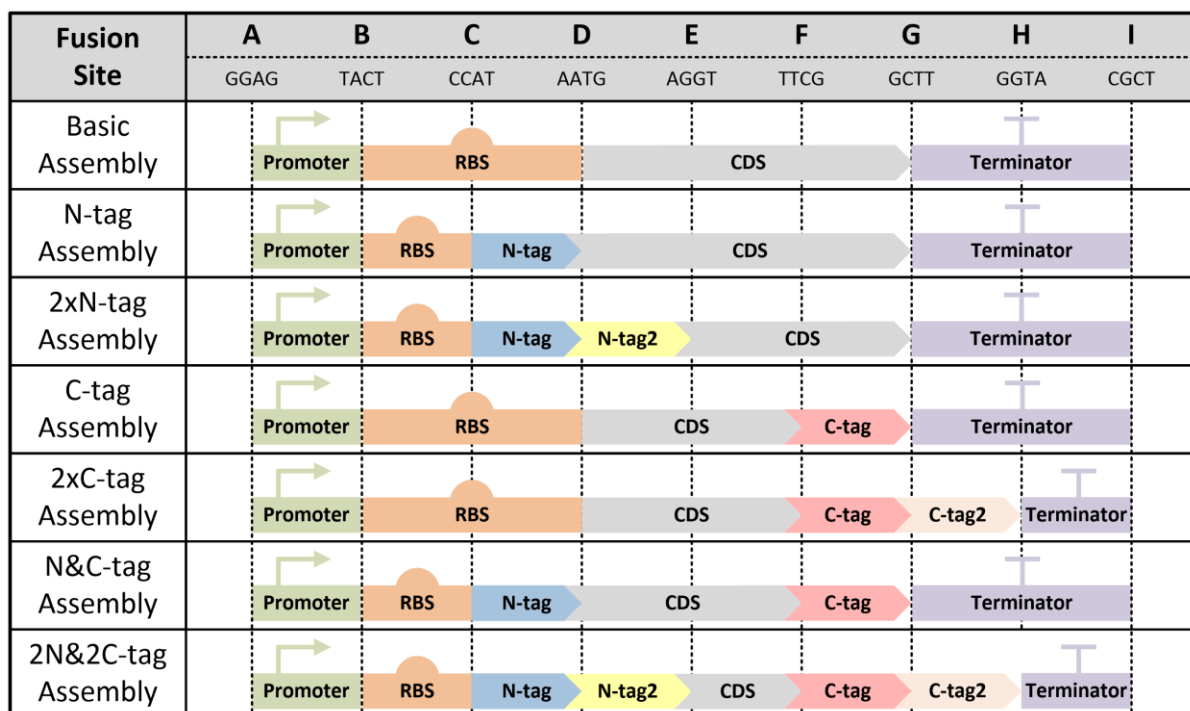 Fusion Site A B C D E F G H I
GGAG TACT CCAT AATG AGGT TTCG GCTT GGTA CGCT
Basic
Assembly
Promoter RBS CDS Terminator
N-tag
Assembly
Promoter RBS N-tag CDS Terminator
2xN-tag
Assembly
Promoter RBS N-tag N-tag2 CDS Terminator
C-tag
Assembly
Promoter RBS CDS C-tag Terminator
2xC-tag
Assembly
Promoter RBS CDS C-tag C-tag2 Terminator
N&C-tag
Assembly
Promoter RBS N-tag CDS C-tag Terminator
2N&2C-tag
Assembly
Promoter RBS N-tag N-tag2 CDS C-tag C-tag2 Terminator